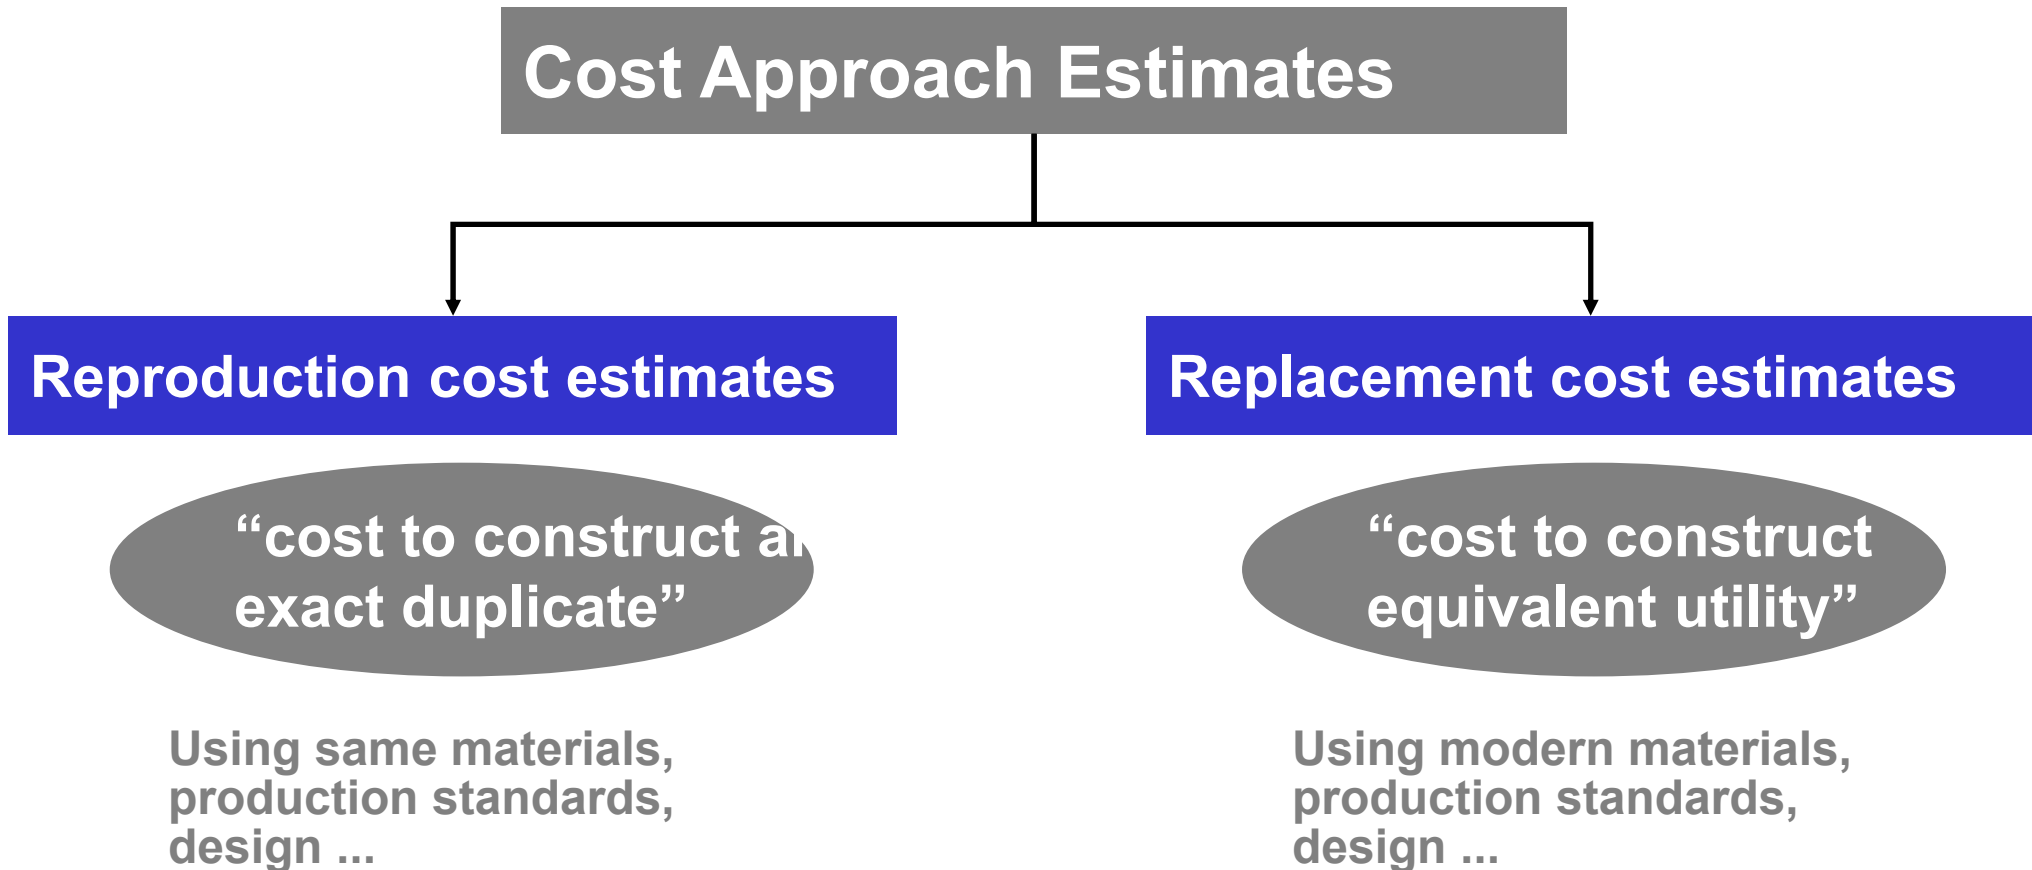 Cost Approach Estimates
Reproduction cost estimates
Replacement cost estimates
“cost to construct
exact duplicate”
“cost to construct
equivalent utility”
Using same materials,
production standards,
design ...
Using modern materials,
production standards,
design ...